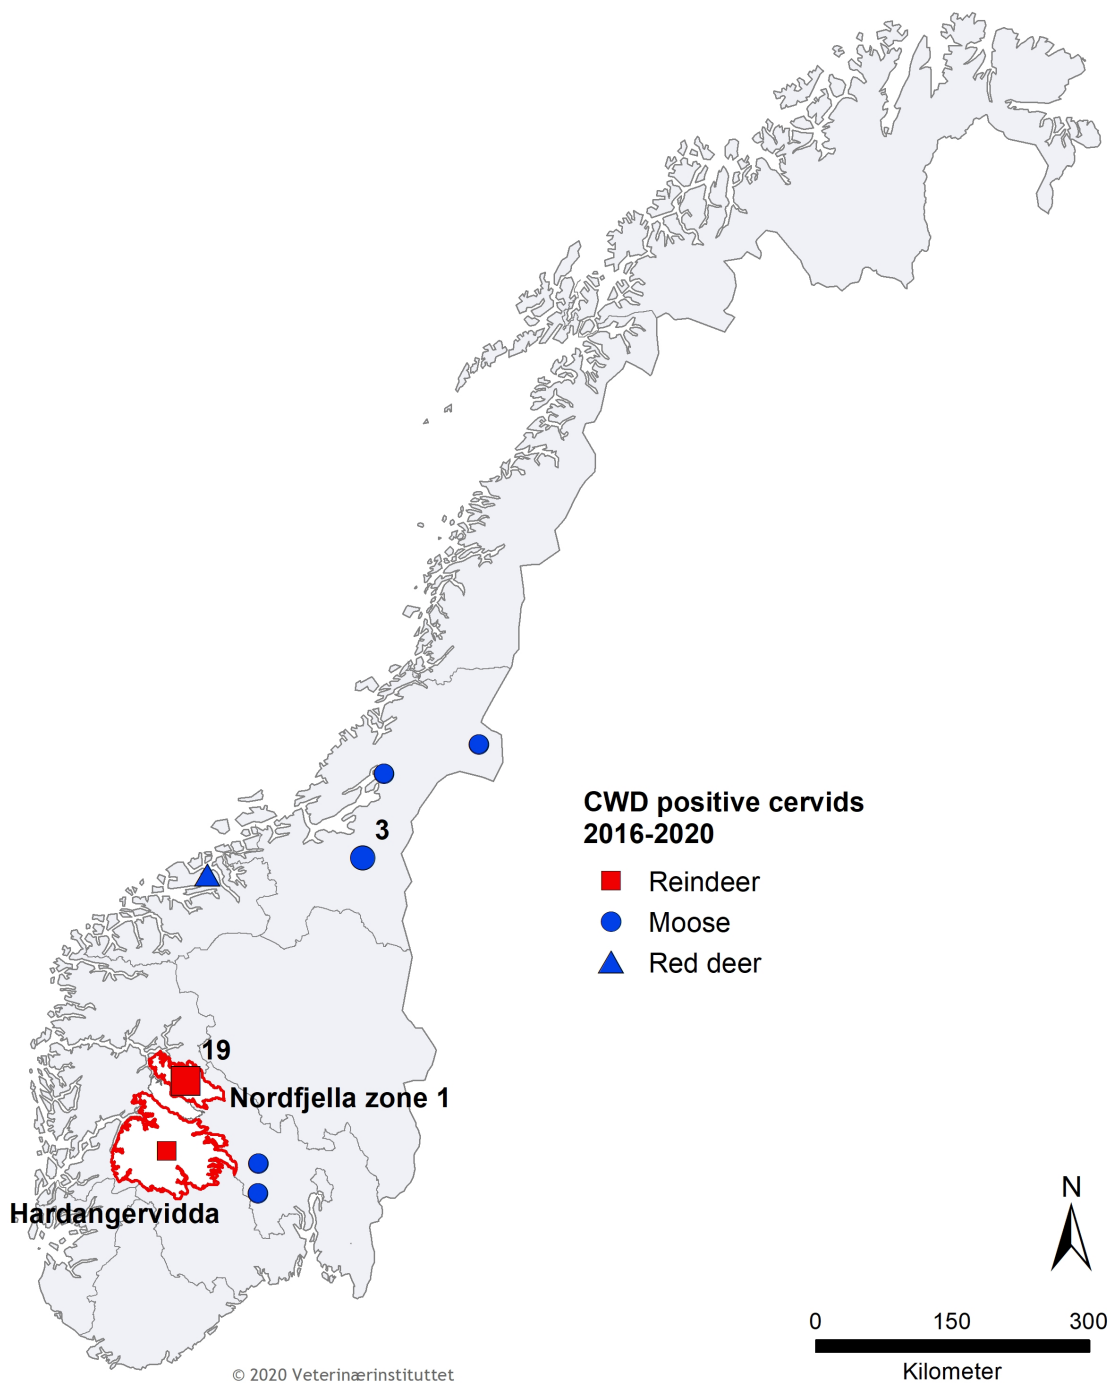 CWD positive cervids
2016-2020
3
Reindeer
Moose
Red deer
19
Nordfjella zone 1
Hardangervidda
N
0 150 300
Kilometer
© 2020 Veterinærinstituttet